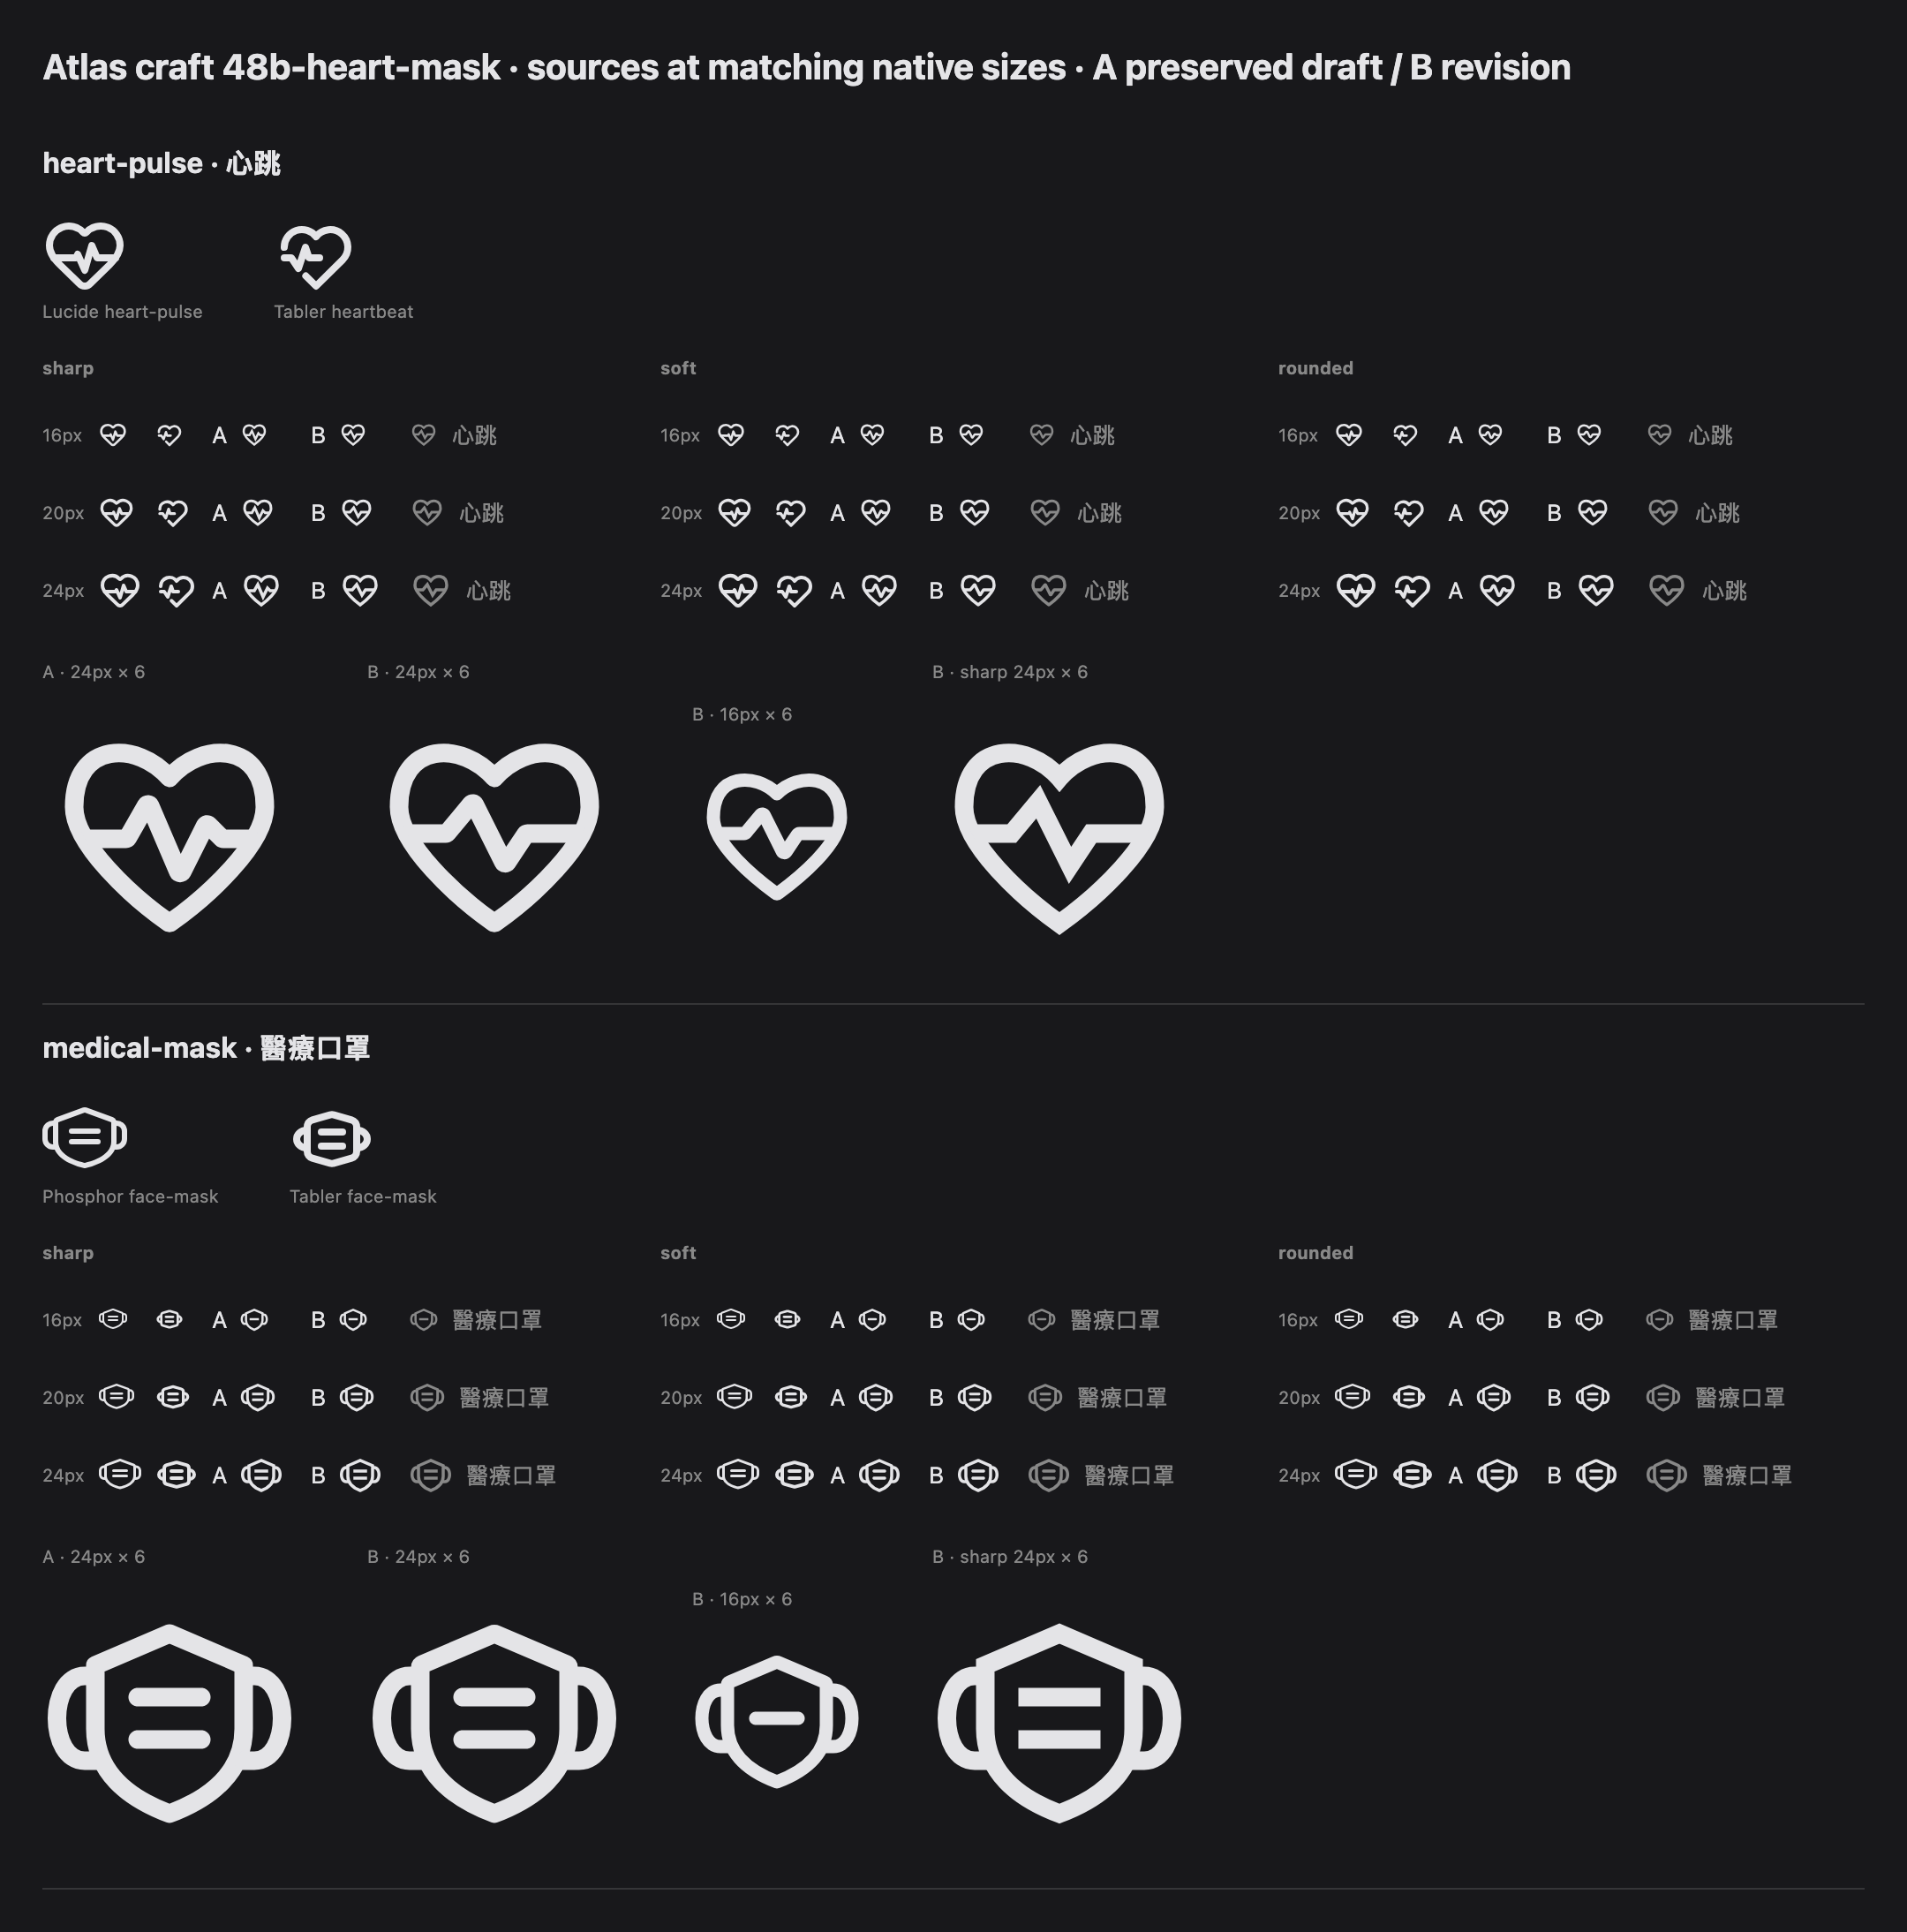 Atlas craft 48b-heart-mask · sources at matching native sizes · A preserved draft / B revision
heart-pulse · 心跳
Lucide heart-pulse Tabler heartbeat
sharp soft rounded
16px A B 心跳 16px A B 心跳 16px A B 心跳
20px A B 心跳 20px A B 心跳 20px A B 心跳
24px A B 心跳 24px A B 心跳 24px A B 心跳
A · 24px × 6 B · 24px × 6 B · sharp 24px × 6
B · 16px × 6
medical-mask · 醫療口罩
Phosphor face-mask Tabler face-mask
sharp soft rounded
16px A B 醫療口罩 16px A B 醫療口罩 16px A B 醫療口罩
20px A B 醫療口罩 20px A B 醫療口罩 20px A B 醫療口罩
24px A B 醫療口罩 24px A B 醫療口罩 24px A B 醫療口罩
A · 24px × 6 B · 24px × 6 B · sharp 24px × 6
B · 16px × 6